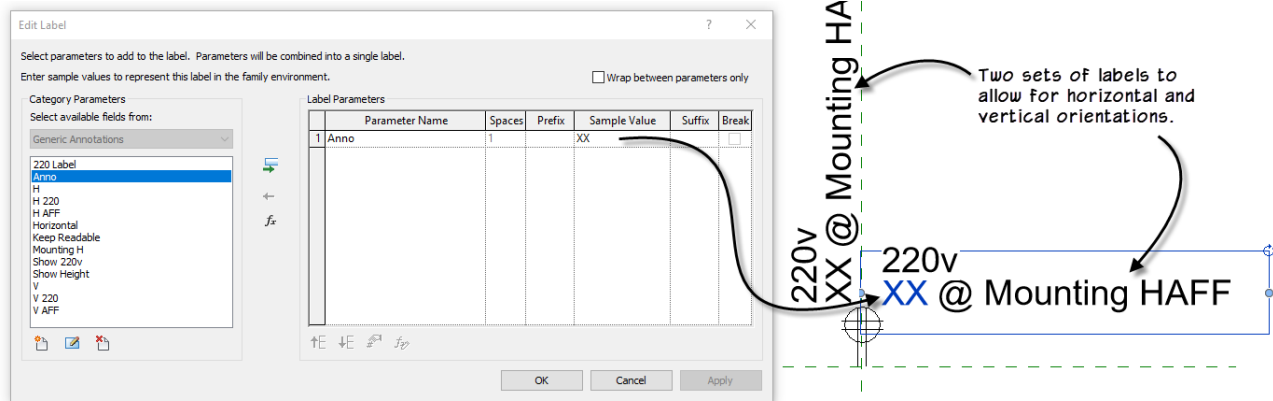 Edit Label
?
Select parameters to add to the label. Parameters will be combined into a single label.
Enter sample values to represent this label in the family environment.
Wrap between parameters only
Category Parameters
Select available fields from:
Generic Annotations
220 Label
Anno
H
H 220
H AFF
Horizontal
Keep Readable
Mounting H
Show 220v
Show Height
V
V 220
V AFF
fx
Label Parameters
Parameter Name Spaces Prefix Sample Value Suffix Break
1 Anno 1 XX
OK Cancel Apply
220v
XX @ Mounting HA
Two sets of labels to
allow for horizontal and
vertical orientations.
220v
XX @ Mounting HAFF